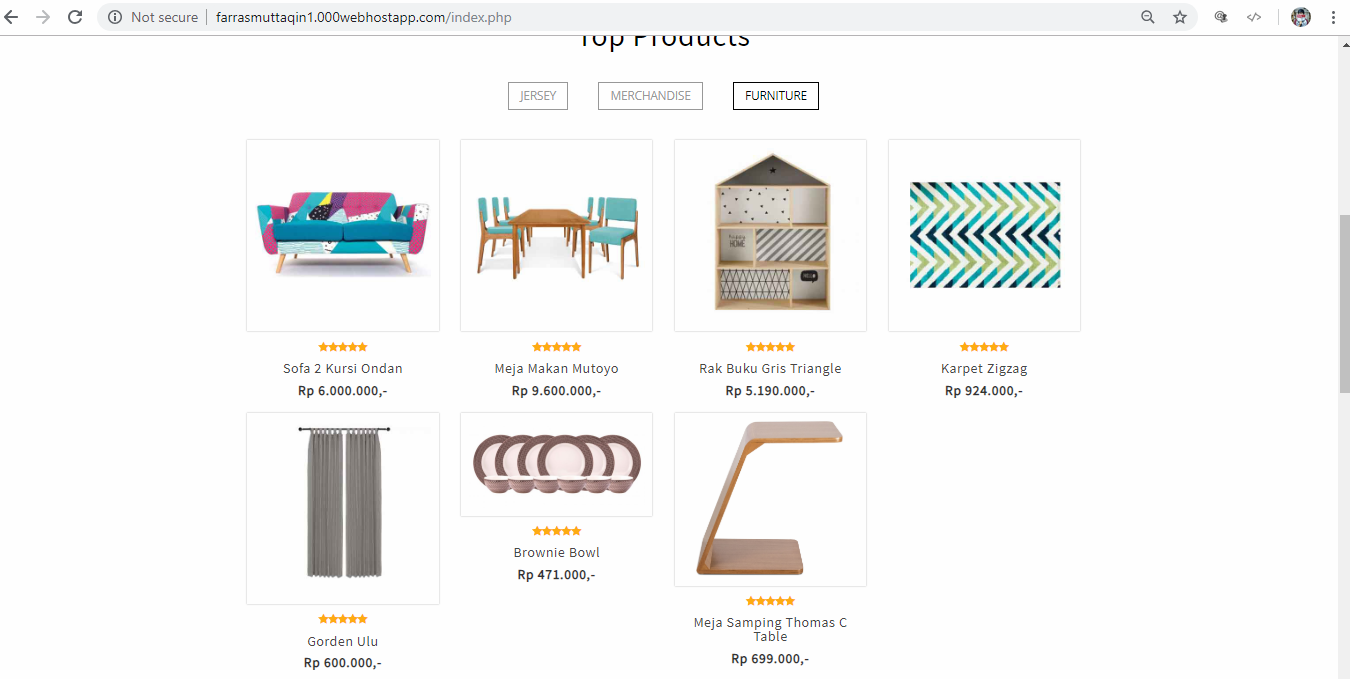 Not secure farrasmuttaqin1.000webhostapp.com/index.php
Top Products
JERSEY MERCHANDISE FURNITURE
happy
HOME
Sofa 2 Kursi Ondan
Rp 6.000.000,-
Meja Makan Mutoyo
Rp 9.600.000,-
Rak Buku Gris Triangle
Rp 5.190.000,-
Karpet Zigzag
Rp 924.000,-
Gorden Ulu
Rp 600.000,-
Brownie Bowl
Rp 471.000,-
Meja Samping Thomas C
Table
Rp 699.000,-